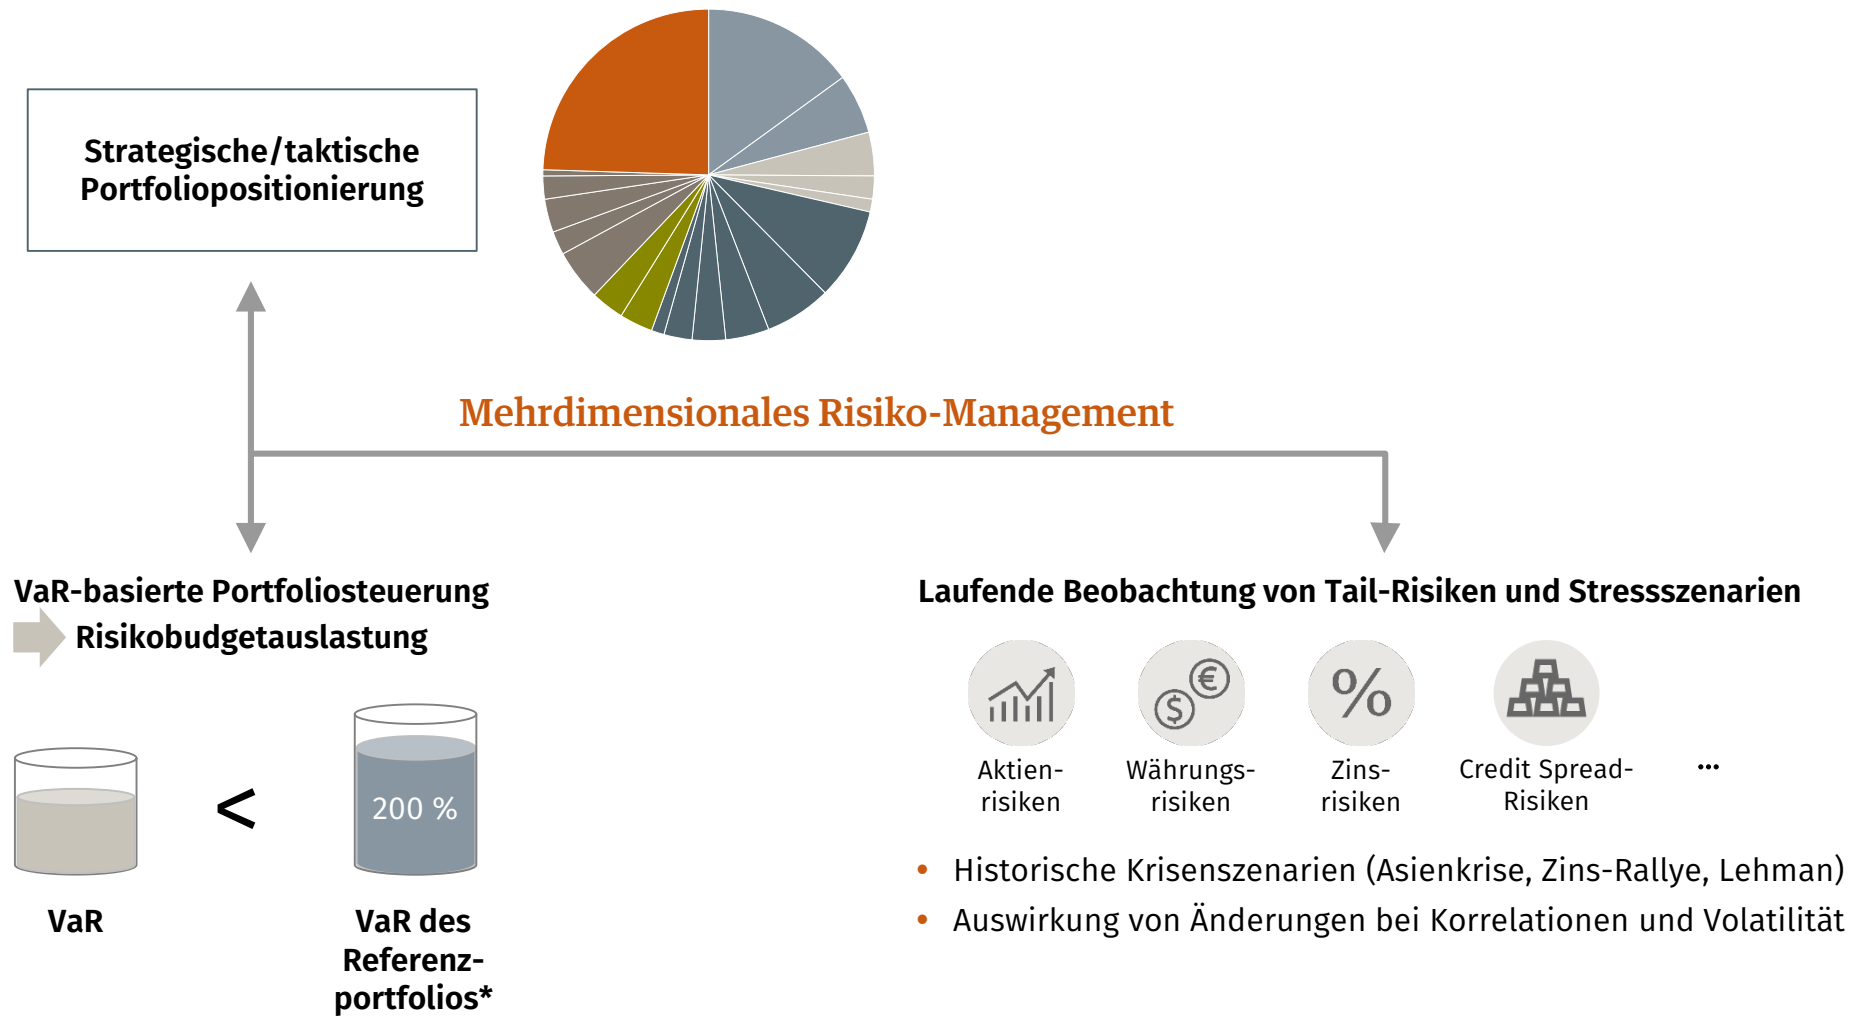 Strategische/taktische
Portfoliopositionierung
Mehrdimensionales Risiko-Management
VaR-basierte Portfoliosteuerung
Risikobudgetauslastung
200 %
<
VaR
VaR des
Referenz-
portfolios*
Laufende Beobachtung von Tail-Risiken und Stressszenarien
$
€
%
Aktien-
risiken
Währungs-
risiken
Zins-
risiken
Credit Spread-
Risiken
...
• Historische Krisenszenarien (Asienkrise, Zins-Rallye, Lehman)
• Auswirkung von Änderungen bei Korrelationen und Volatilität